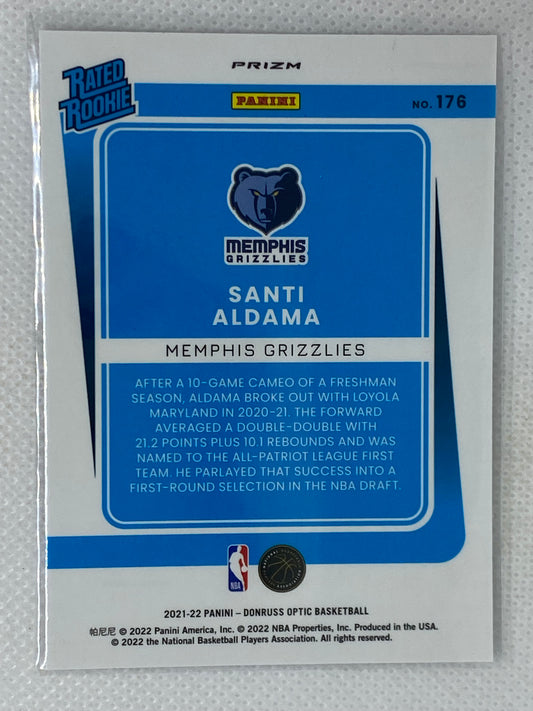 PRIZM
RATED
ROOKIE
PANINI
NO. 176
MEMPHIS
GRIZZLIES
SANTI
ALDAMA
MEMPHIS GRIZZLIES
AFTER A 10-GAME CAMEO OF A FRESHMAN
SEASON, ALDAMA BROKE OUT WITH LOYOLA
MARYLAND IN 2020-21. THE FORWARD
AVERAGED A DOUBLE-DOUBLE WITH
21.2 POINTS PLUS 10.1 REBOUNDS AND WAS
NAMED TO THE ALL-PATRIOT LEAGUE FIRST
TEAM. HE PARLAYED THAT SUCCESS INTO A
FIRST-ROUND SELECTION IN THE NBA DRAFT.
NBA
2021-22 PANINI – DONRUSS OPTIC BASKETBALL
帕尼尼 © 2022 Panini America, Inc. © 2022 NBA Properties, Inc. Produced in the USA.
© 2022 the National Basketball Players Association. All rights reserved.